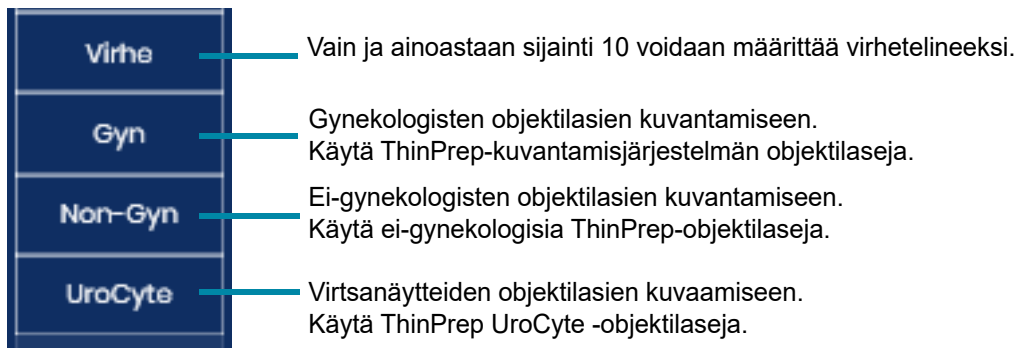 Virhe
Vain ja ainoastaan sijainti 10 voidaan määrittää virhetelineeksi.
Gyn
Gynekologisten objektilasien kuvantamiseen.
Käytä ThinPrep-kuvantamisjärjestelmän objektilaseja.
Non-Gyn
Ei-gynekologisten objektilasien kuvantamiseen.
Käytä ei-gynekologisia ThinPrep-objektilaseja.
UroCyte
Virtsanäytteiden objektilasien kuvaamiseen.
Käytä ThinPrep UroCyte -objektilaseja.